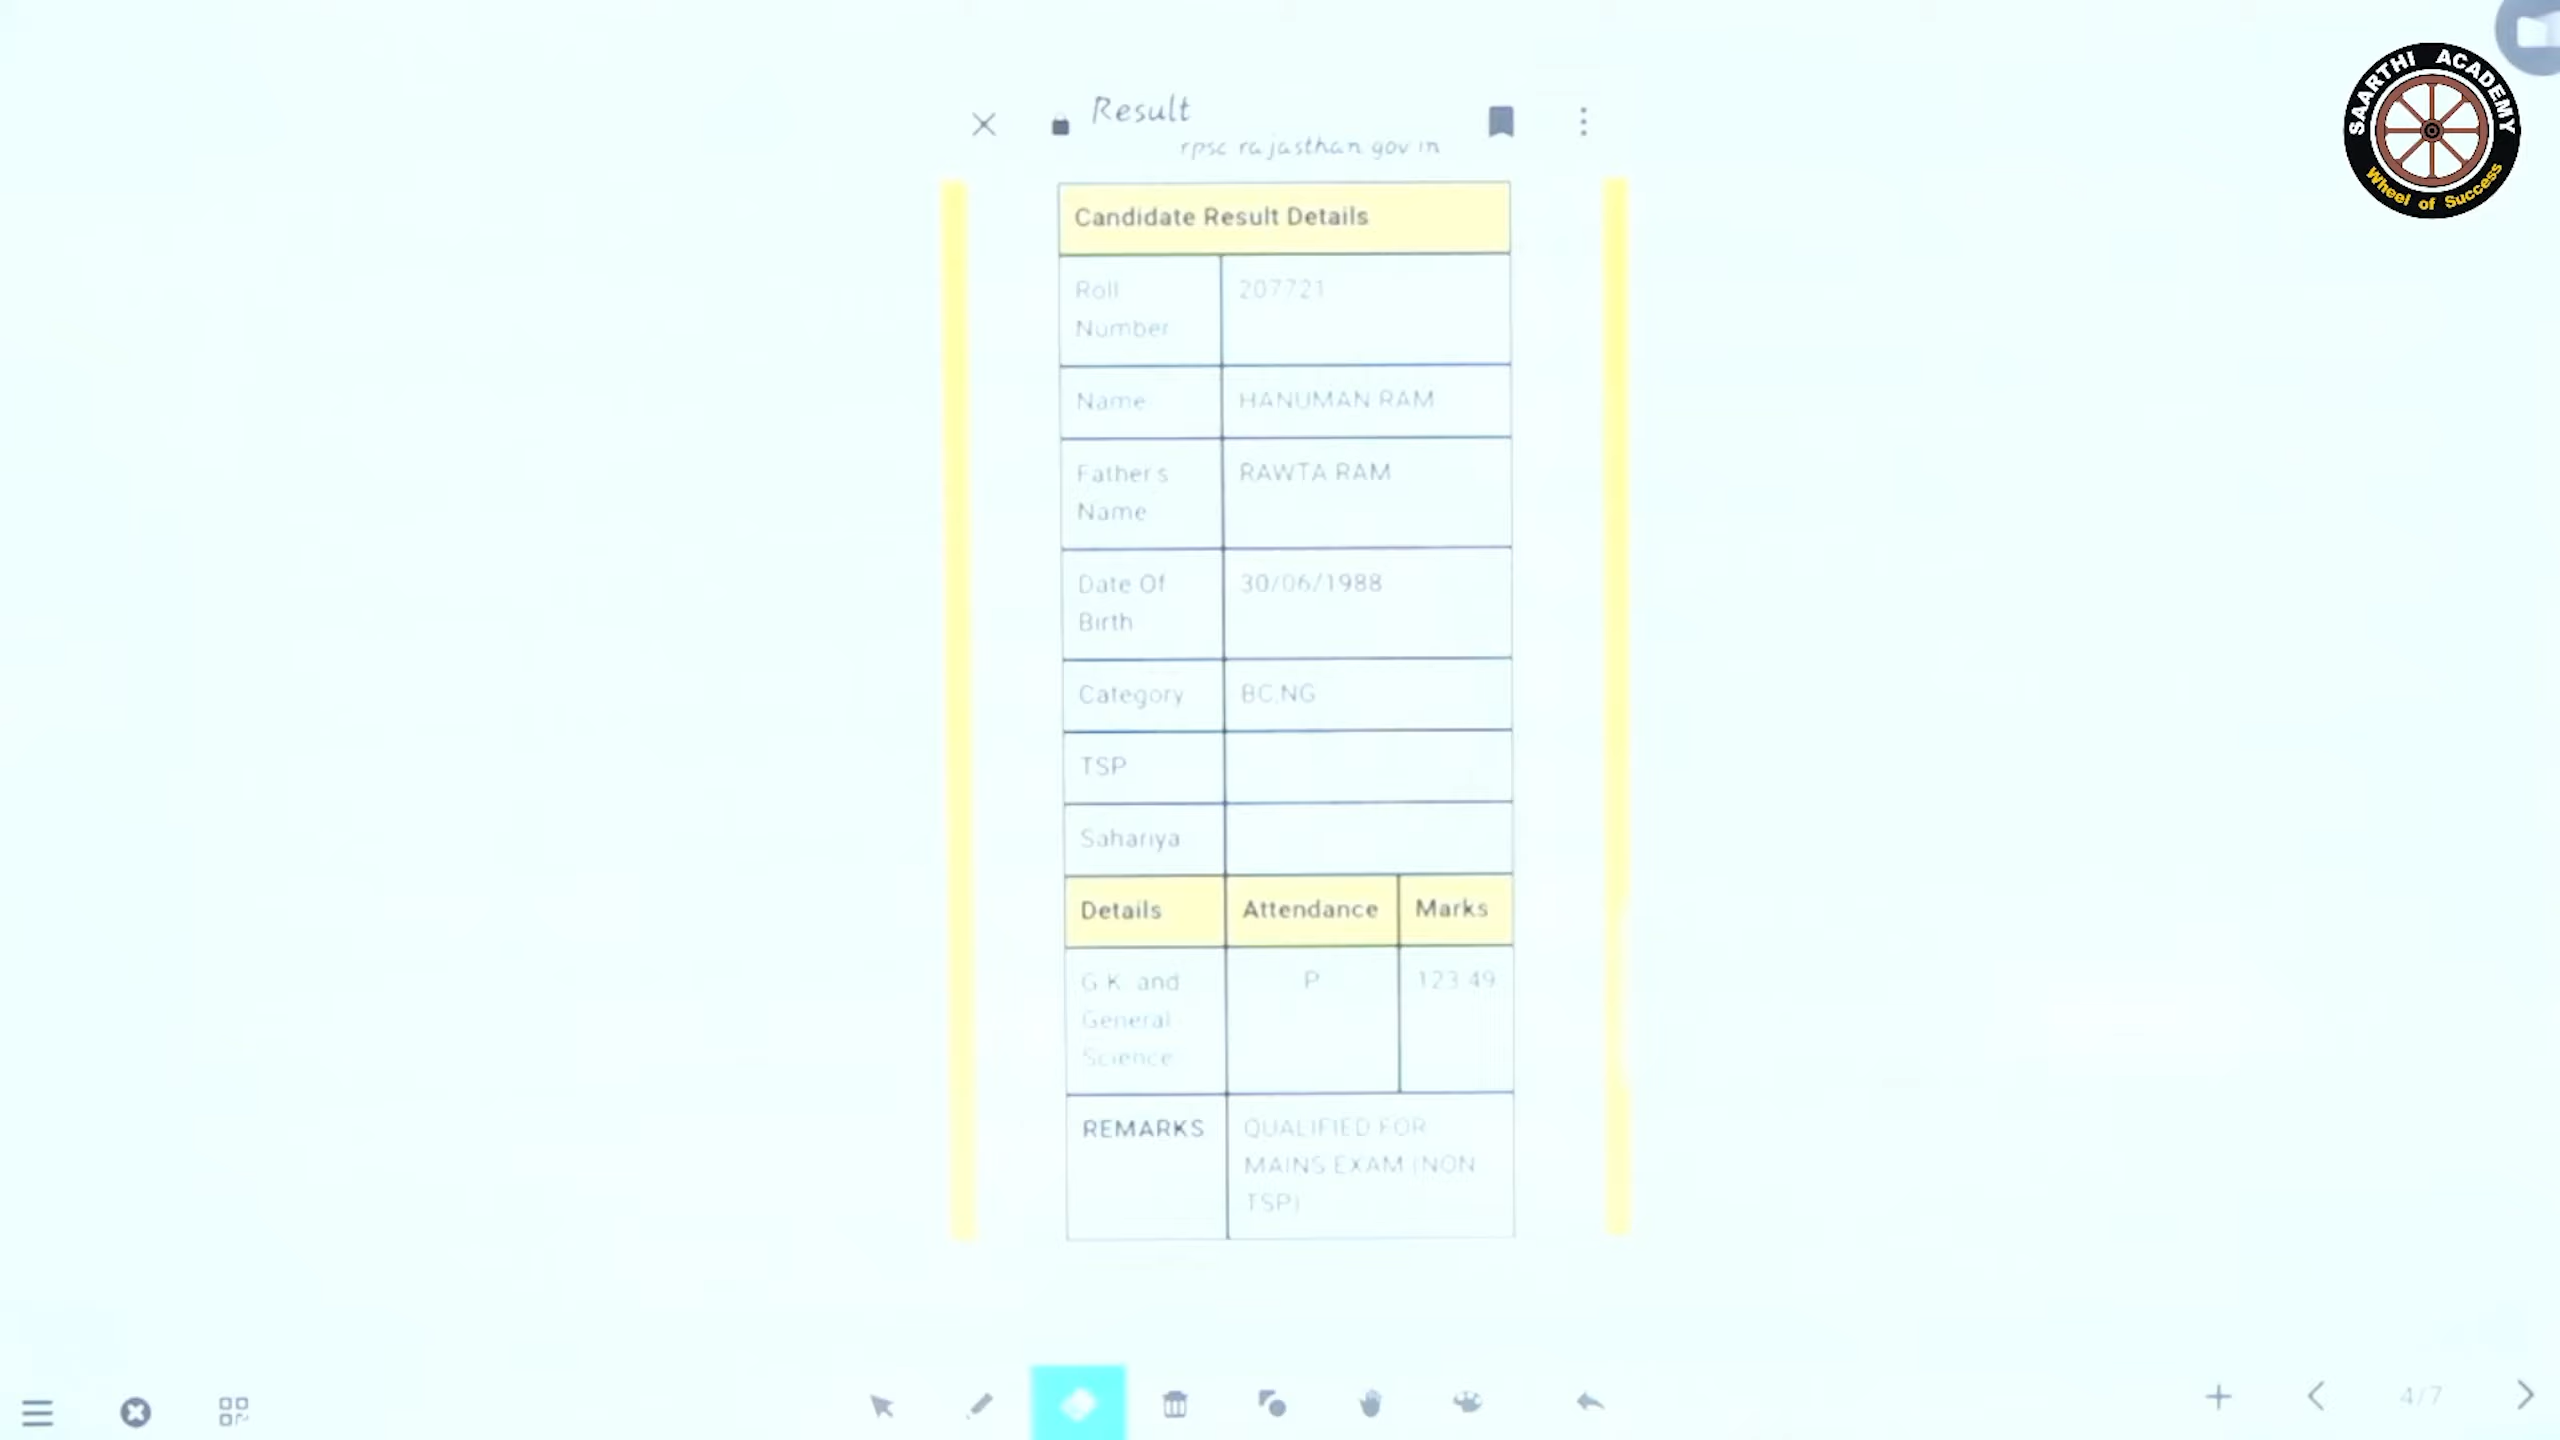 SAARTHI ACADEMY
Wheel of Success
Result
rpsc rajasthan gov in
Candidate Result Details
Roll Number 207721
Name HANUMAN RAM
Father s Name RAWTA RAM
Date Of Birth 30/06/1988
Category BC,NG
TSP
Sahariya
Details Attendance Marks
G.K. and General Science P 123.49
REMARKS QUALIFIED FOR
MAINS EXAM (NON
TSP)
4/7